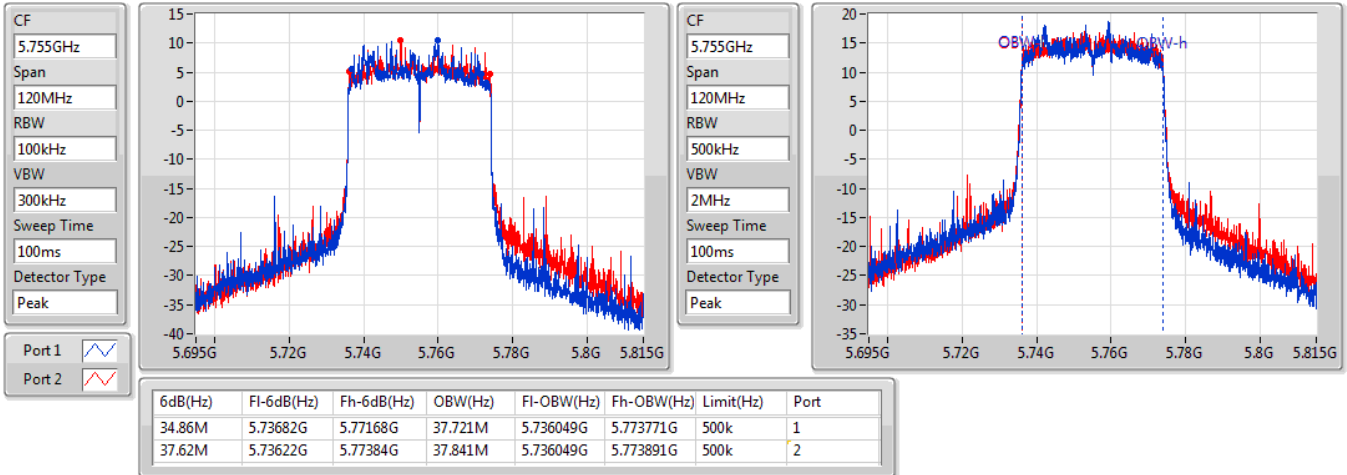 CF
5.755GHz
Span
120MHz
RBW
100kHz
VBW
300kHz
Sweep Time
100ms
Detector Type
Peak
Port 1
Port 2
15
10
5
0
-5
-10
-15
-20
-25
-30
-35
-40
5.695G 5.72G 5.74G 5.76G 5.78G 5.8G 5.815G
CF
5.755GHz
Span
120MHz
RBW
500kHz
VBW
2MHz
Sweep Time
100ms
Detector Type
Peak
20
15
10
5
0
-5
-10
-15
-20
-25
-30
-35
OBW-h
5.695G 5.72G 5.74G 5.76G 5.78G 5.8G 5.815G
6dB(Hz) Fl-6dB(Hz) Fh-6dB(Hz) OBW(Hz) Fl-OBW(Hz) Fh-OBW(Hz) Limit(Hz) Port
34.86M 5.73682G 5.77168G 37.721M 5.736049G 5.773771G 500k 1
37.62M 5.73622G 5.77384G 37.841M 5.736049G 5.773891G 500k 2